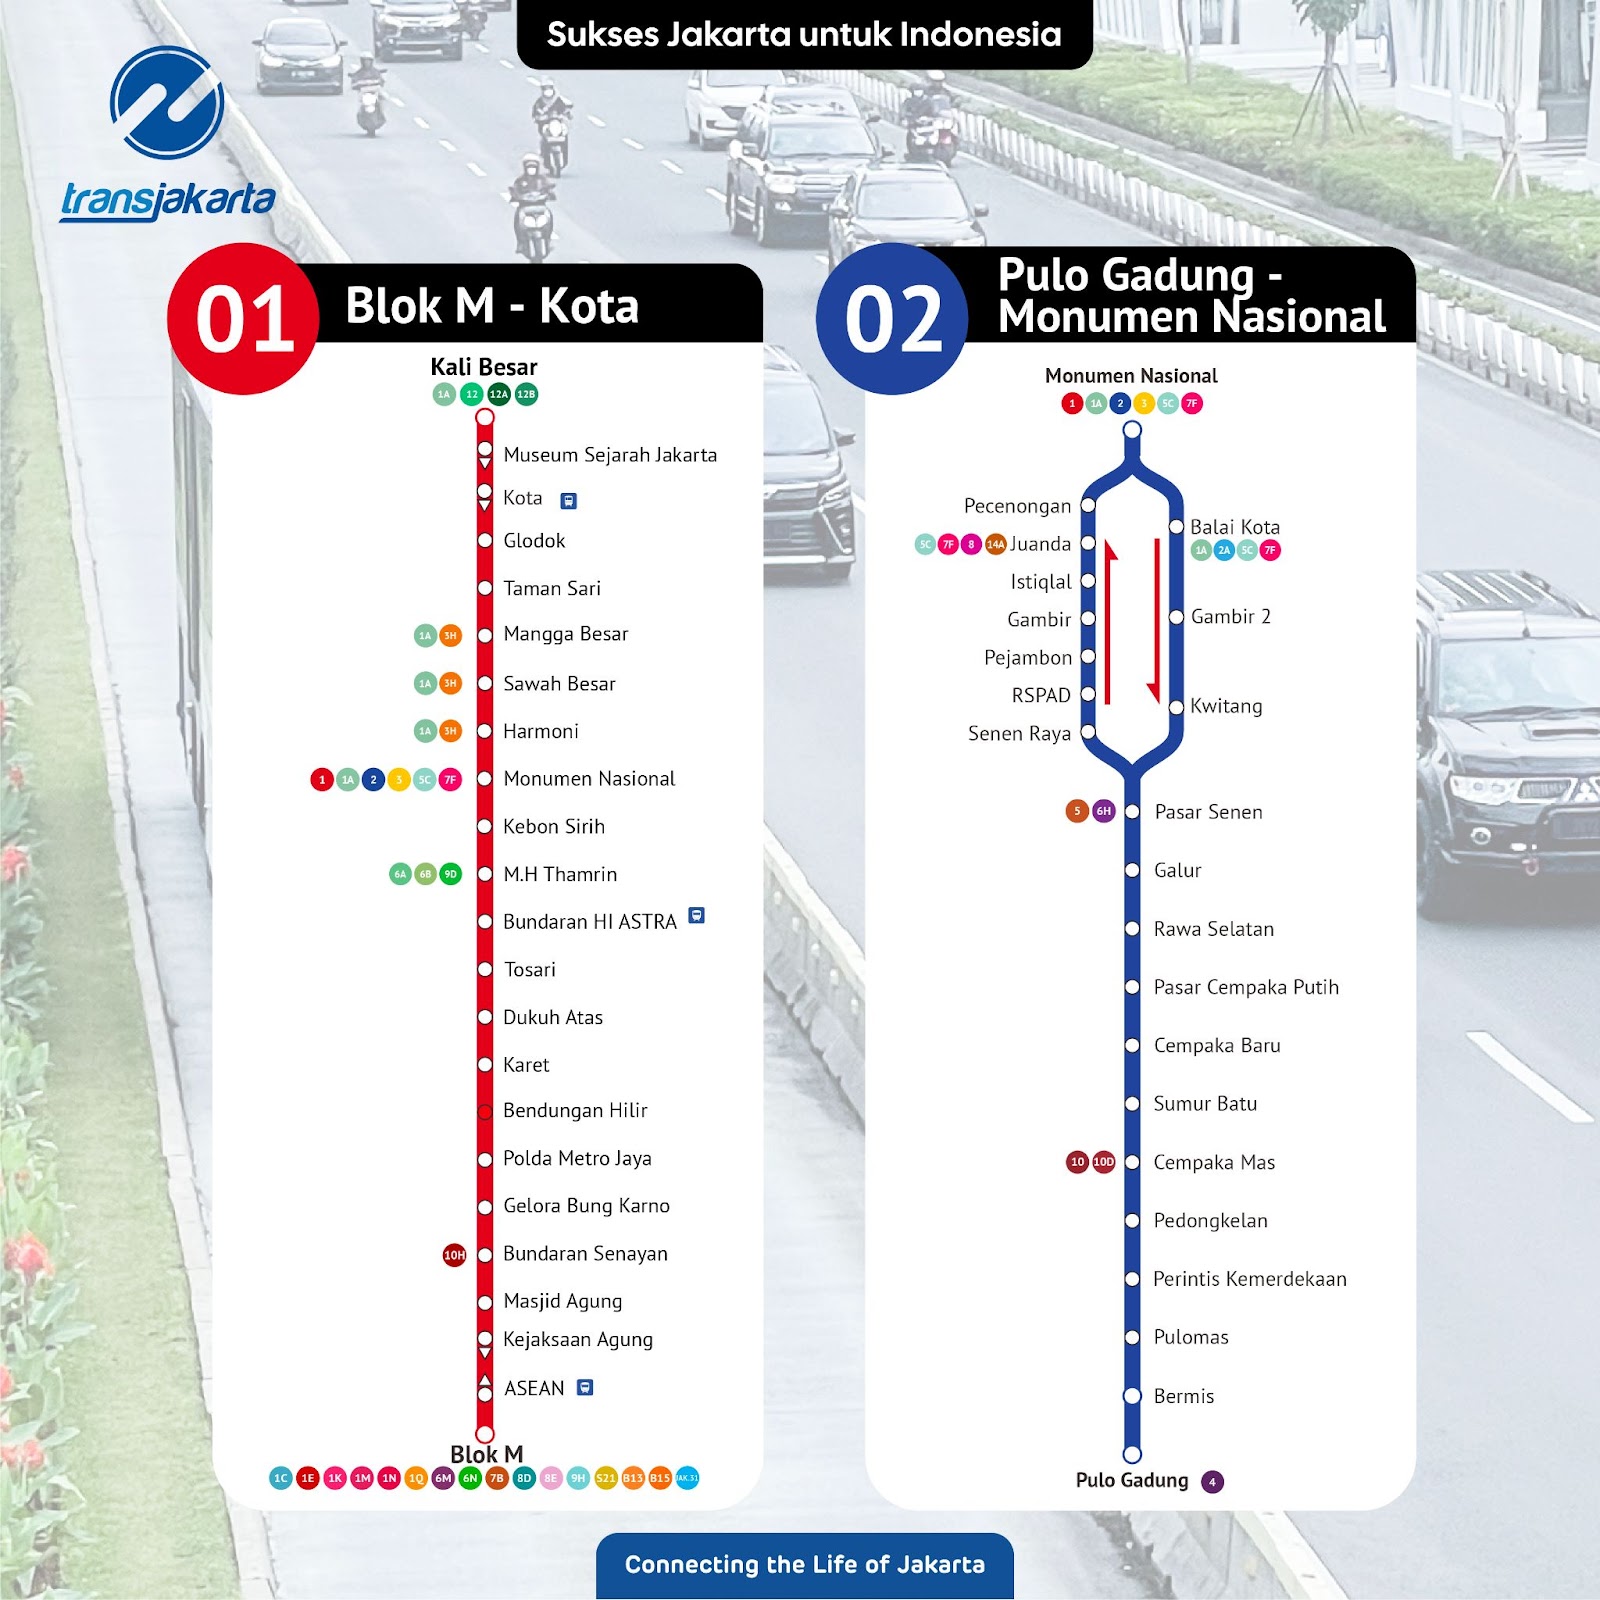 Sukses Jakarta untuk Indonesia
transjakarta
01
Blok M - Kota
Kali Besar
1A 12 12A 12B
Museum Sejarah Jakarta
Kota
Glodok
Taman Sari
1A 3H Mangga Besar
1A 3H Sawah Besar
1A 3H Harmoni
1 1A 2 3 5C 7F Monumen Nasional
Kebon Sirih
6A 6B 9D M.H Thamrin
Bundaran HI ASTRA
Tosari
Dukuh Atas
Karet
Bendungan Hilir
Polda Metro Jaya
Gelora Bung Karno
10H Bundaran Senayan
Masjid Agung
Kejaksaan Agung
ASEAN
Blok M
1C 1E 1K 1M 1N 1Q 6M 6N 7B 8D 8E 9H S21 B13 B15 JAK.31
02
Pulo Gadung -
Monumen Nasional
Monumen Nasional
1 1A 2 3 5C 7F
Pecenongan
5C 7F 8 14A Juanda
Istiqlal
Gambir
Pejambon
RSPAD
Senen Raya
Balai Kota
1A 2A 5C 7F
Gambir 2
Kwitang
5 6H Pasar Senen
Galur
Rawa Selatan
Pasar Cempaka Putih
Cempaka Baru
Sumur Batu
10 10D Cempaka Mas
Pedongkelan
Perintis Kemerdekaan
Pulomas
Bermis
Pulo Gadung 4
Connecting the Life of Jakarta